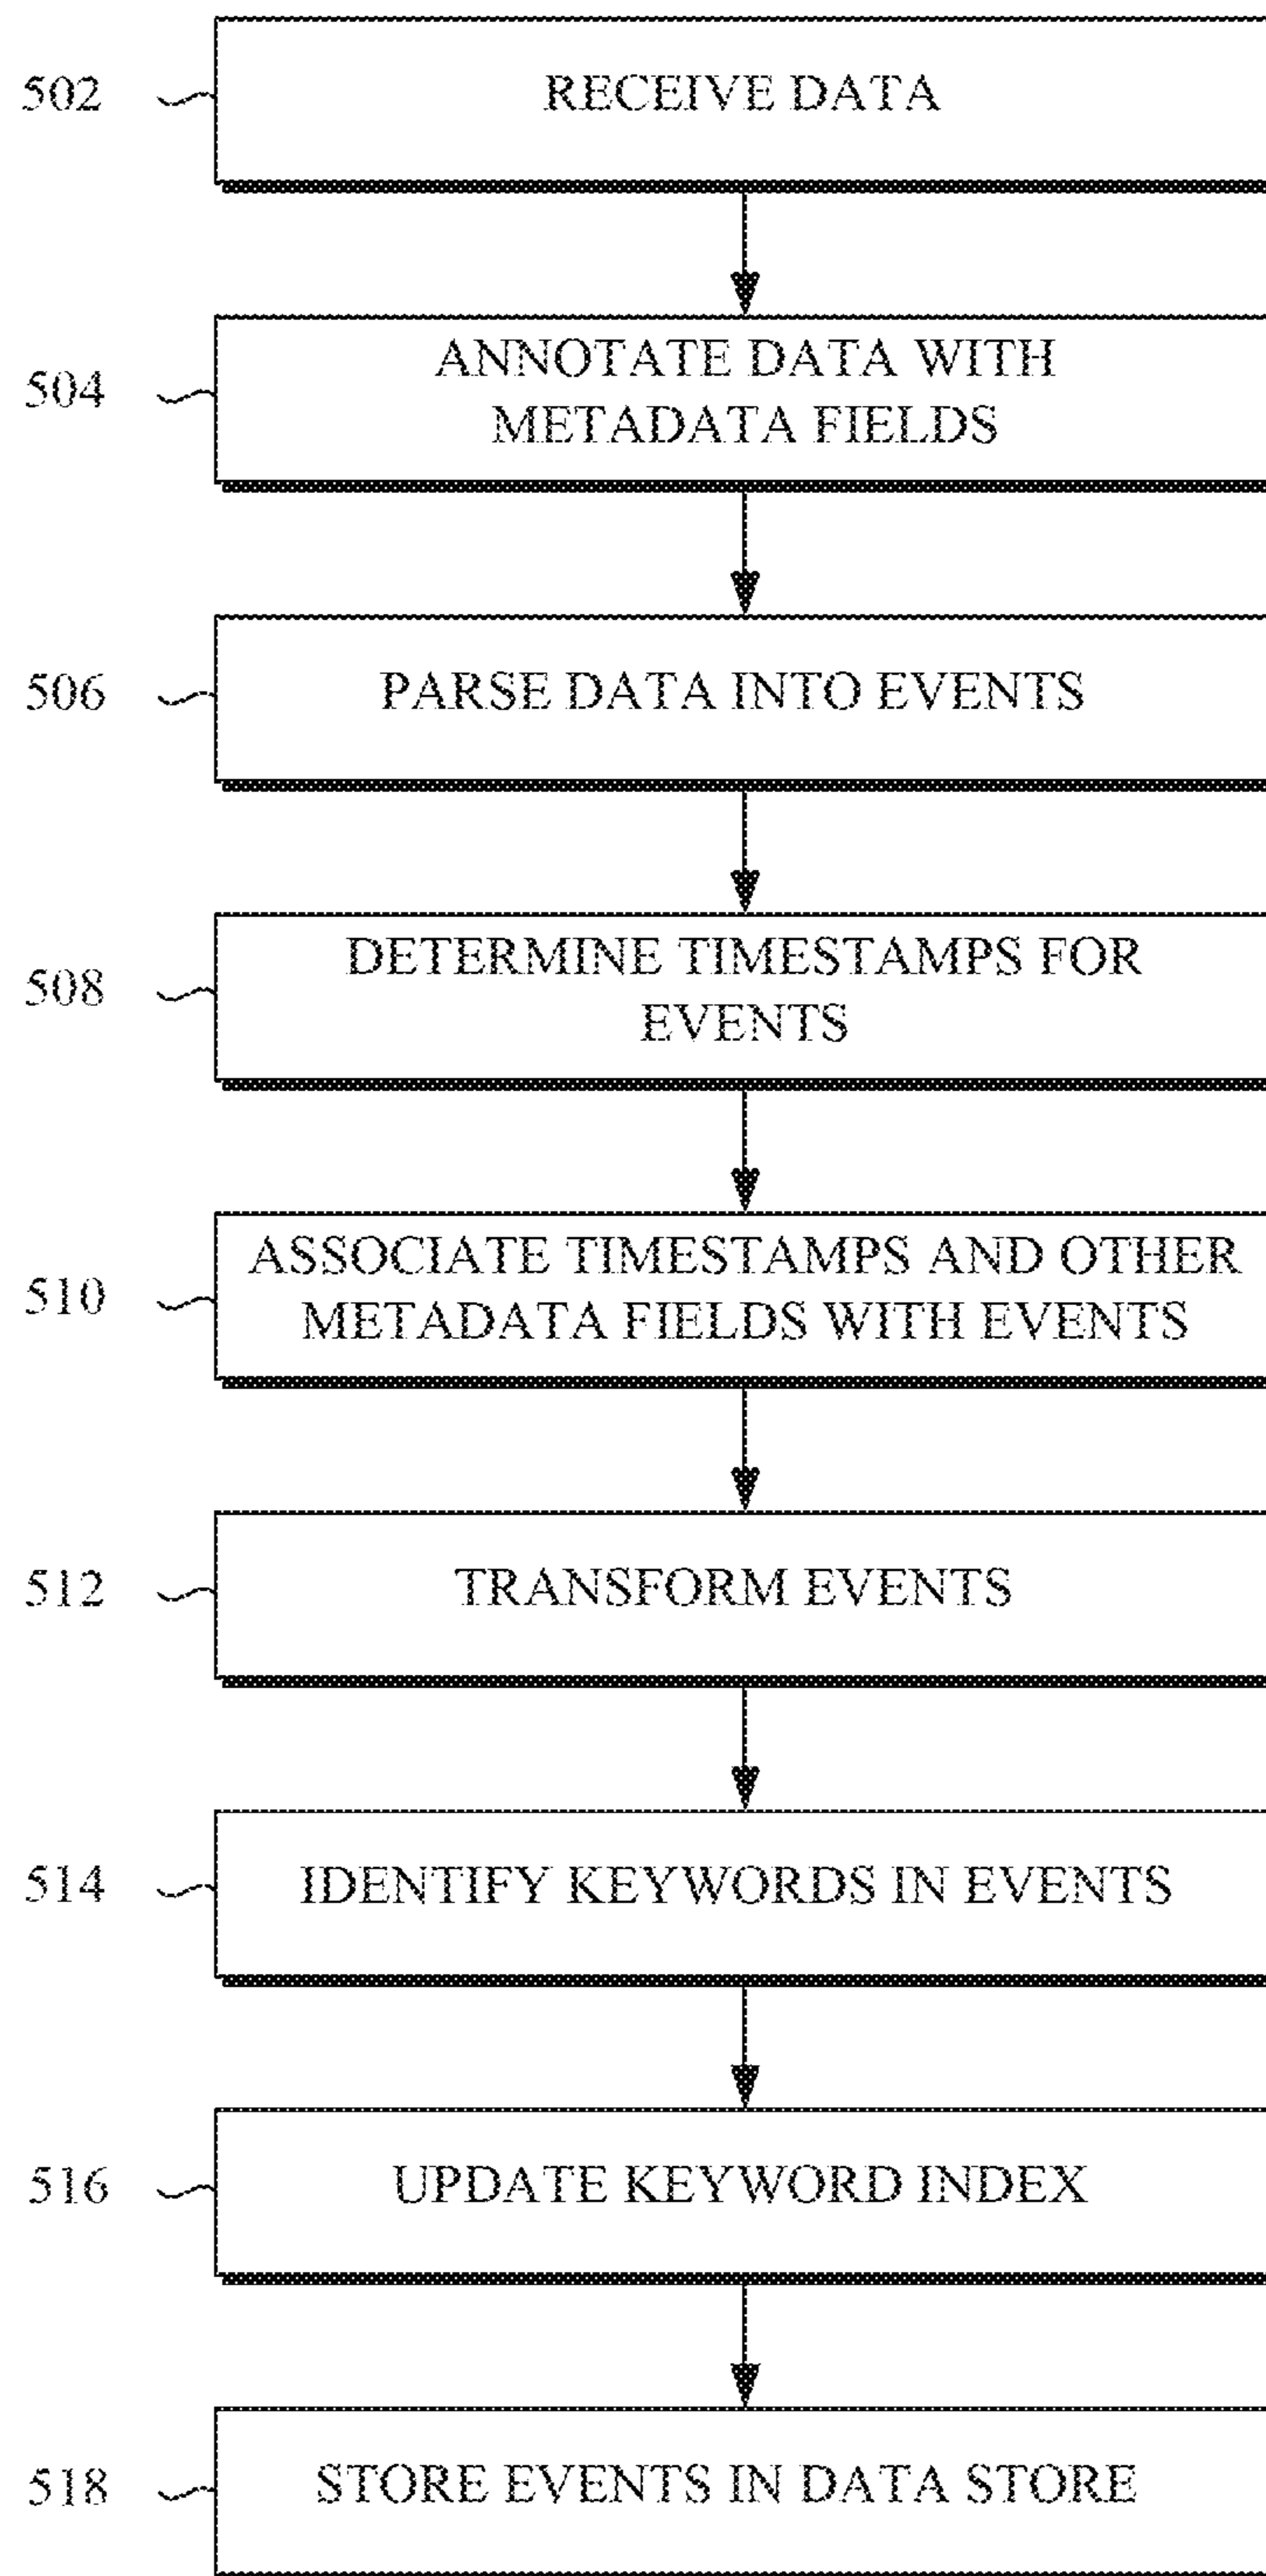 502
RECEIVE DATA
504
ANNOTATE DATA WITH
METADATA FIELDS
506
PARSE DATA INTO EVENTS
508
DETERMINE TIMESTAMPS FOR
EVENTS
510
ASSOCIATE TIMESTAMPS AND OTHER
METADATA FIELDS WITH EVENTS
512
TRANSFORM EVENTS
514
IDENTIFY KEYWORDS IN EVENTS
516
UPDATE KEYWORD INDEX
518
STORE EVENTS IN DATA STORE